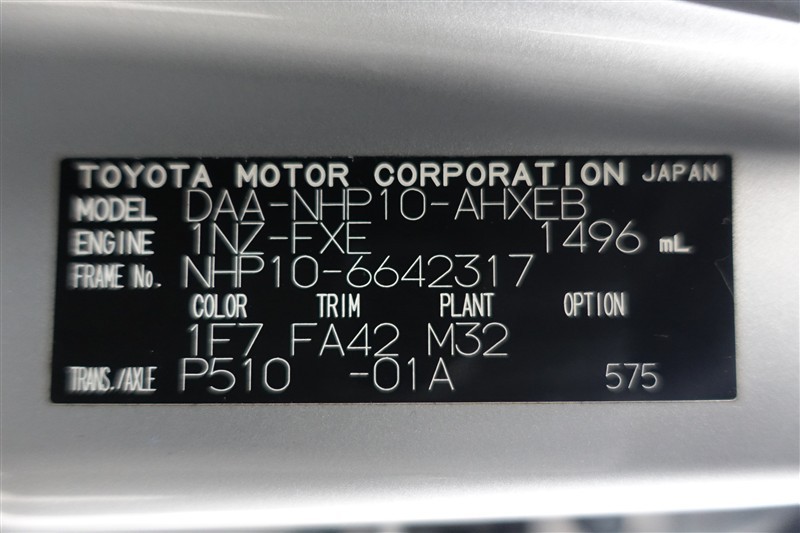 TOYOTA MOTOR CORPORATION JAPAN
MODEL DAA-NHP10-AHXEB
ENGINE 1NZ-FXE 1496 mL
FRAME No. NHP10-6642317
COLOR TRIM PLANT OPTION
1F7 FA42 M32
TRANS./AXLE P510 -01A 575